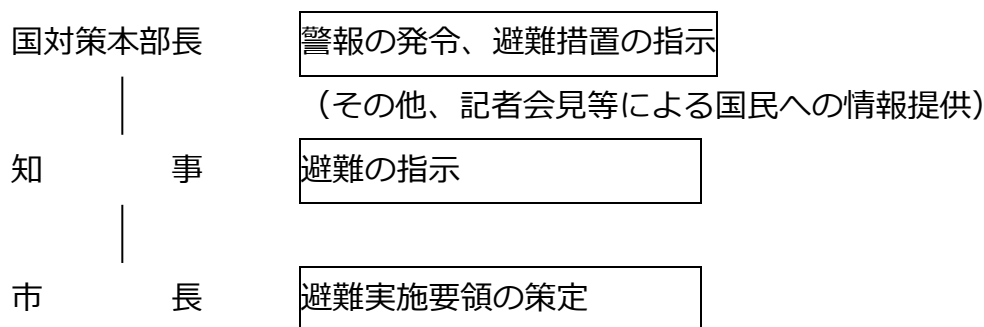 国対策本部長 警報の発令、避難措置の指示
（その他、記者会見等による国民への情報提供）
知 事 避難の指示
市 長 避難実施要領の策定